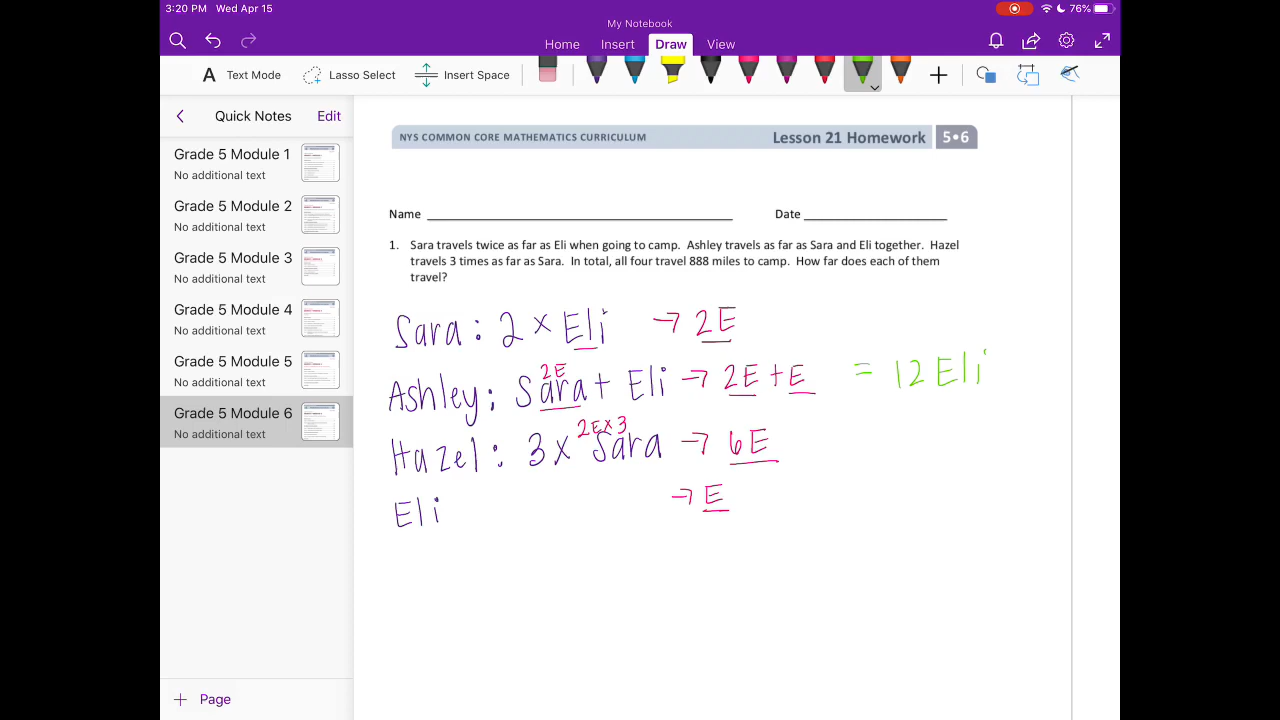 3:20 PM Wed Apr 15
76%
My Notebook
Home Insert Draw View
Text Mode Lasso Select Insert Space
Quick Notes Edit
Grade 5 Module 1
No additional text
Grade 5 Module 2
No additional text
Grade 5 Module 3
No additional text
Grade 5 Module 4
No additional text
Grade 5 Module 5
No additional text
Grade 5 Module 6
No additional text
Page
NYS COMMON CORE MATHEMATICS CURRICULUM Lesson 21 Homework 5•6
Name Date
1. Sara travels twice as far as Eli when going to camp. Ashley travels as far as Sara and Eli together. Hazel
travels 3 times as far as Sara. In total, all four travel 888 miles to camp. How far does each of them
travel?
Sara: 2 × Eli → 2E
2E
Ashley: Sara + Eli → 2E + E = 12Eli
2E×3
Hazel: 3 × Sara → 6E
Eli → E